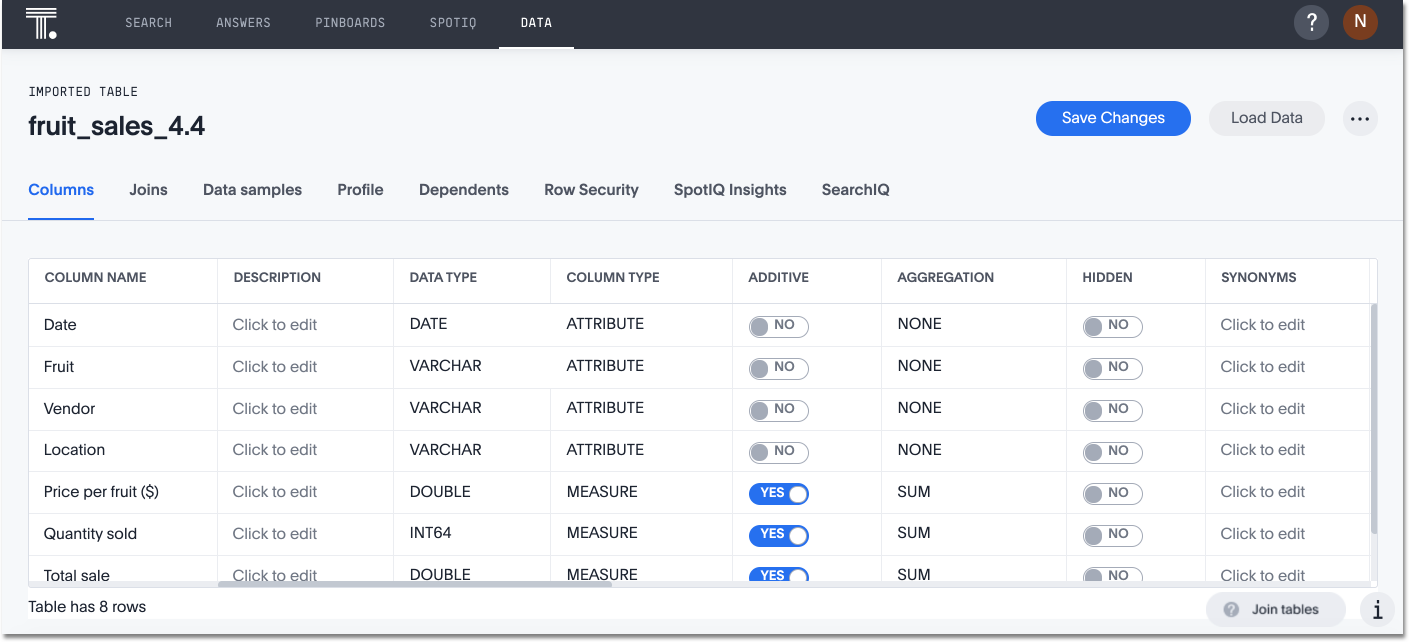 T. SEARCH ANSWERS PINBOARDS SPOTIQ DATA ? N
IMPORTED TABLE
fruit_sales_4.4
Save Changes Load Data ...
Columns Joins Data samples Profile Dependents Row Security SpotIQ Insights SearchIQ
COLUMN NAME DESCRIPTION DATA TYPE COLUMN TYPE ADDITIVE AGGREGATION HIDDEN SYNONYMS
Date Click to edit DATE ATTRIBUTE NO NONE NO Click to edit
Fruit Click to edit VARCHAR ATTRIBUTE NO NONE NO Click to edit
Vendor Click to edit VARCHAR ATTRIBUTE NO NONE NO Click to edit
Location Click to edit VARCHAR ATTRIBUTE NO NONE NO Click to edit
Price per fruit ($) Click to edit DOUBLE MEASURE YES SUM NO Click to edit
Quantity sold Click to edit INT64 MEASURE YES SUM NO Click to edit
Total sale Click to edit DOUBLE MEASURE YES SUM NO Click to edit
Table has 8 rows
? Join tables i